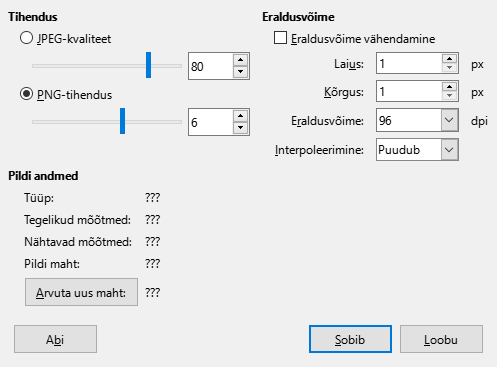 Tihendus
JPEG-kvaliteet
80
PNG-tihendus
6
Eraldusvõime
Eraldusvõime vähendamine
Laius: 1 px
Kõrgus: 1 px
Eraldusvõime: 96 dpi
Interpoleerimine: Puudub
Pildi andmed
Tüüp: ???
Tegelikud mõõtmed: ???
Nähtavad mõõtmed: ???
Pildi maht: ???
Arvuta uus maht: ???
Abi
Sobib
Loobu